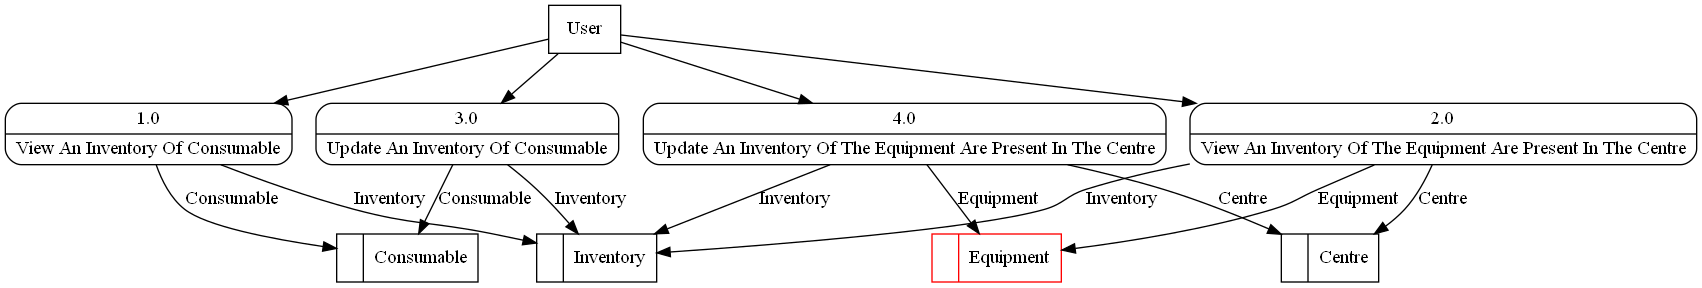 User
1.0
View An Inventory Of Consumable
3.0
Update An Inventory Of Consumable
4.0
Update An Inventory Of The Equipment Are Present In The Centre
2.0
View An Inventory Of The Equipment Are Present In The Centre
Consumable
Inventory
Consumable
Inventory
Inventory
Equipment
Inventory
Centre
Equipment
Centre
Consumable
Inventory
Equipment
Centre